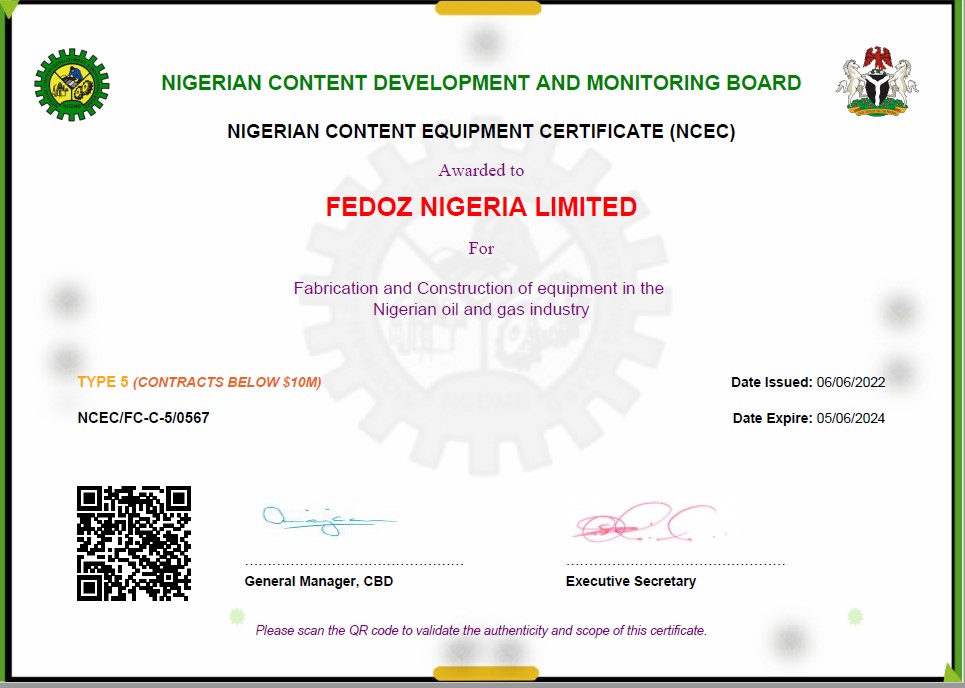 NIGERIAN CONTENT DEVELOPMENT AND MONITORING BOARD
NIGERIAN CONTENT EQUIPMENT CERTIFICATE (NCEC)
Awarded to
FEDOZ NIGERIA LIMITED
For
Fabrication and Construction of equipment in the
Nigerian oil and gas industry
TYPE 5 (CONTRACTS BELOW $10M)
Date Issued: 06/06/2022
NCEC/FC-C-5/0567
Date Expire: 05/06/2024
General Manager, CBD
Executive Secretary
Please scan the QR code to validate the authenticity and scope of this certificate.